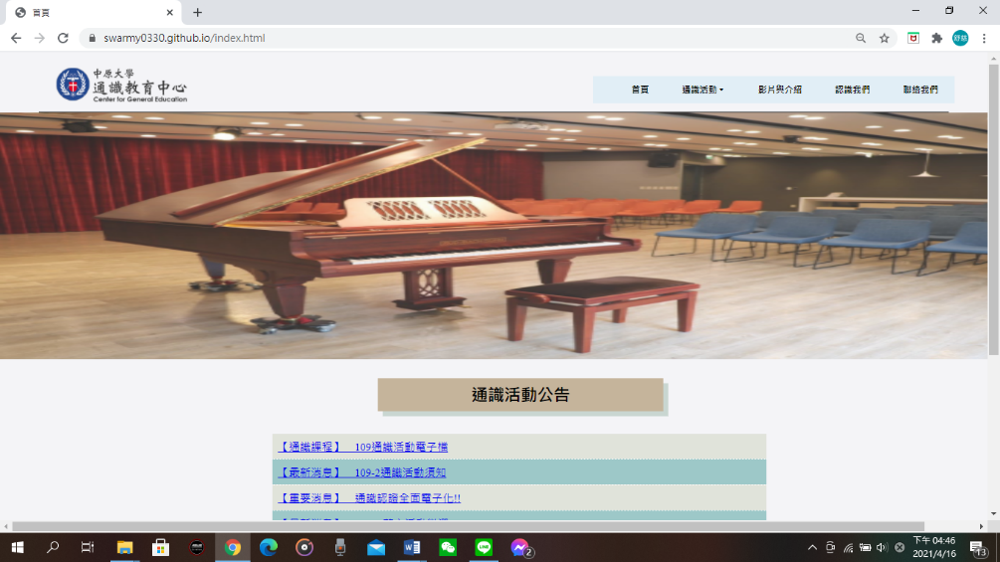 首頁
swarmy0330.github.io/index.html
舒慈
中原大學
通識教育中心
Center for General Education
首頁 通識活動 影片與介紹 認識我們 聯絡我們
通識活動公告
【通識課程】 109通識活動電子檔
【最新消息】 109-2通識活動須知
【重要消息】 通識認證全面電子化!!
下午 04:46
2021/4/16
2
13